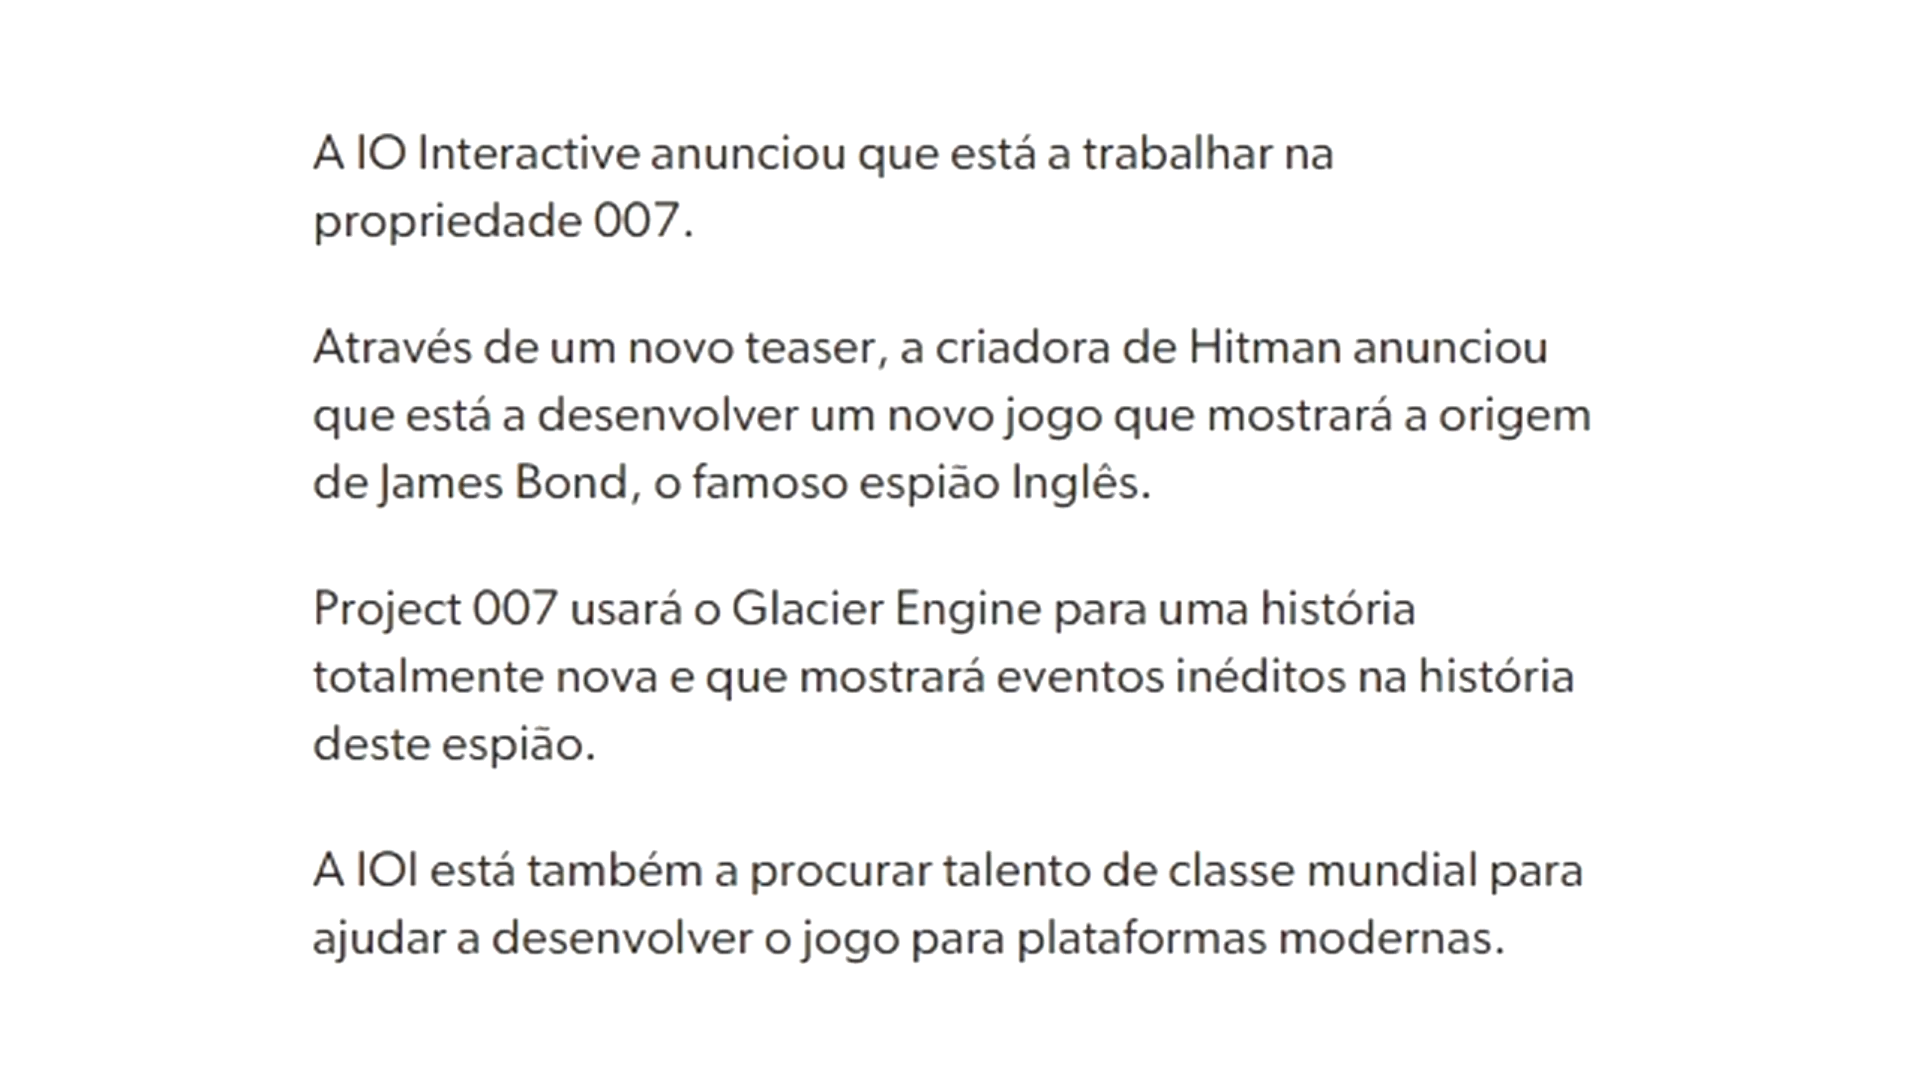 A IO Interactive anunciou que está a trabalhar na
propriedade 007.
Através de um novo teaser, a criadora de Hitman anunciou
que está a desenvolver um novo jogo que mostrará a origem
de James Bond, o famoso espião Inglês.
Project 007 usará o Glacier Engine para uma história
totalmente nova e que mostrará eventos inéditos na história
deste espião.
A IOI está também a procurar talento de classe mundial para
ajudar a desenvolver o jogo para plataformas modernas.